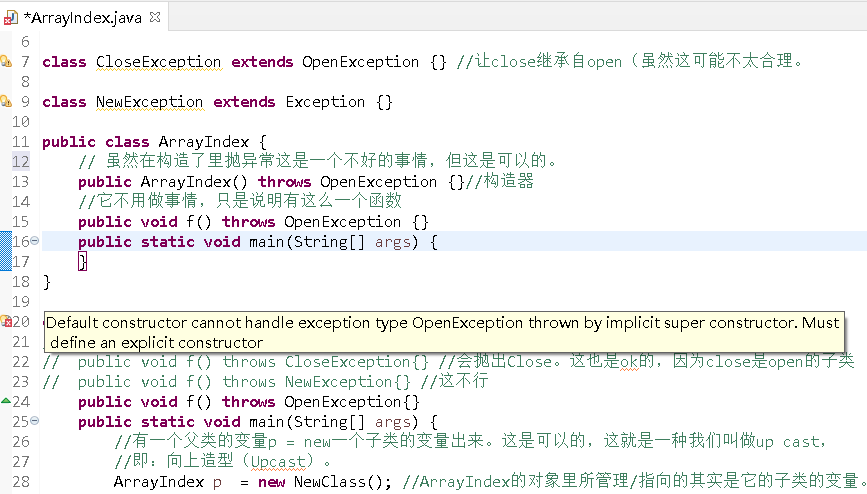 *ArrayIndex.java
6
7 class CloseException extends OpenException {} //让close继承自open（虽然这可能不太合理。
8
9 class NewException extends Exception {}
10
11 public class ArrayIndex {
12 // 虽然在构造了里抛异常这是一个不好的事情，但这是可以的。
13 public ArrayIndex() throws OpenException {}//构造器
14 //它不用做事情，只是说明有这么一个函数
15 public void f() throws OpenException {}
16 public static void main(String[] args) {
17 }
18 }
19
20 Default constructor cannot handle exception type OpenException thrown by implicit super constructor. Must
21 define an explicit constructor
22 // public void f() throws CloseException{} //会抛出Close。这也是ok的，因为close是open的子类
23 // public void f() throws NewException{} //这不行
24 public void f() throws OpenException{}
25 public static void main(String[] args) {
26 //有一个父类的变量p = new一个子类的变量出来。这是可以的，这就是一种我们叫做up cast，
27 //即：向上造型（Upcast）。
28 ArrayIndex p = new NewClass(); //ArrayIndex的对象里所管理/指向的其实是它的子类的变量。